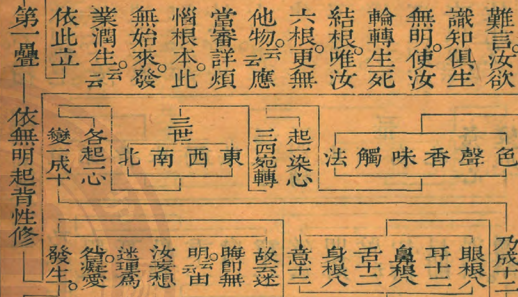 難言汝欲
識知俱生
無明使汝
輪轉生死
結根唯汝
六根更無
他物。云應
當審詳煩
惱根本此
無始來發
業潤生。云
依此立
第一疊
依無明起背性修
色
聲
香
味
觸
法
起一染心
三四宛轉
三世
東
西
南
北
各起一心
變成十
乃成十
眼根八
耳十二
鼻根八
舌十二
身根八
意十二
故云迷
晦即無
明。云由
汝妄想
迷理為
咎癡愛
發生。